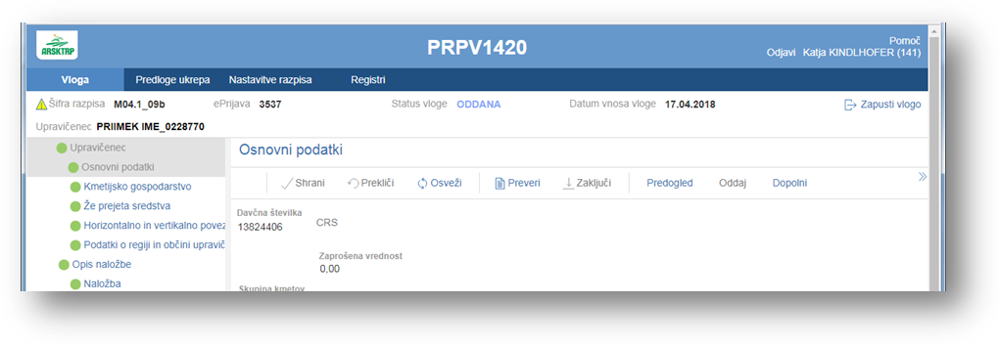 ARSKTRP
PRPV1420
Pomoč
Odjavi Katja KINDLHOFER (141)
Vloga Predloge ukrepa Nastavitve razpisa Registri
Šifra razpisa M04.1_09b ePrijava 3537 Status vloge ODDANA Datum vnosa vloge 17.04.2018 Zapusti vlogo
Upravičenec PRIIMEK IME_0228770
Upravičenec
Osnovni podatki
Kmetijsko gospodarstvo
Že prejeta sredstva
Horizontalno in vertikalno povez
Podatki o regiji in občini upravič
Opis naložbe
Naložba
Osnovni podatki
Shrani Prekliči Osveži Preveri Zaključi Predogled Oddaj Dopolni
Davčna številka
13824406
CRS
Zaprošena vrednost
0,00
Skupina kmetov